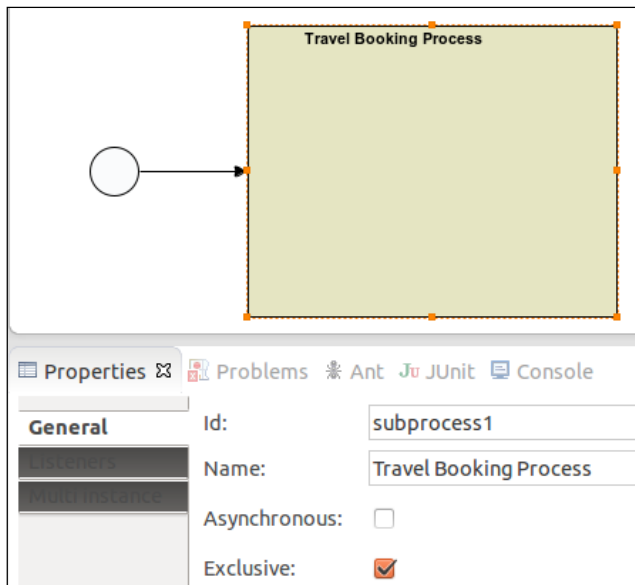 Travel Booking Process
Properties Problems Ant Ju JUnit Console
General
Id: subprocess1
Listeners
Name: Travel Booking Process
Multi instance
Asynchronous:
Exclusive: